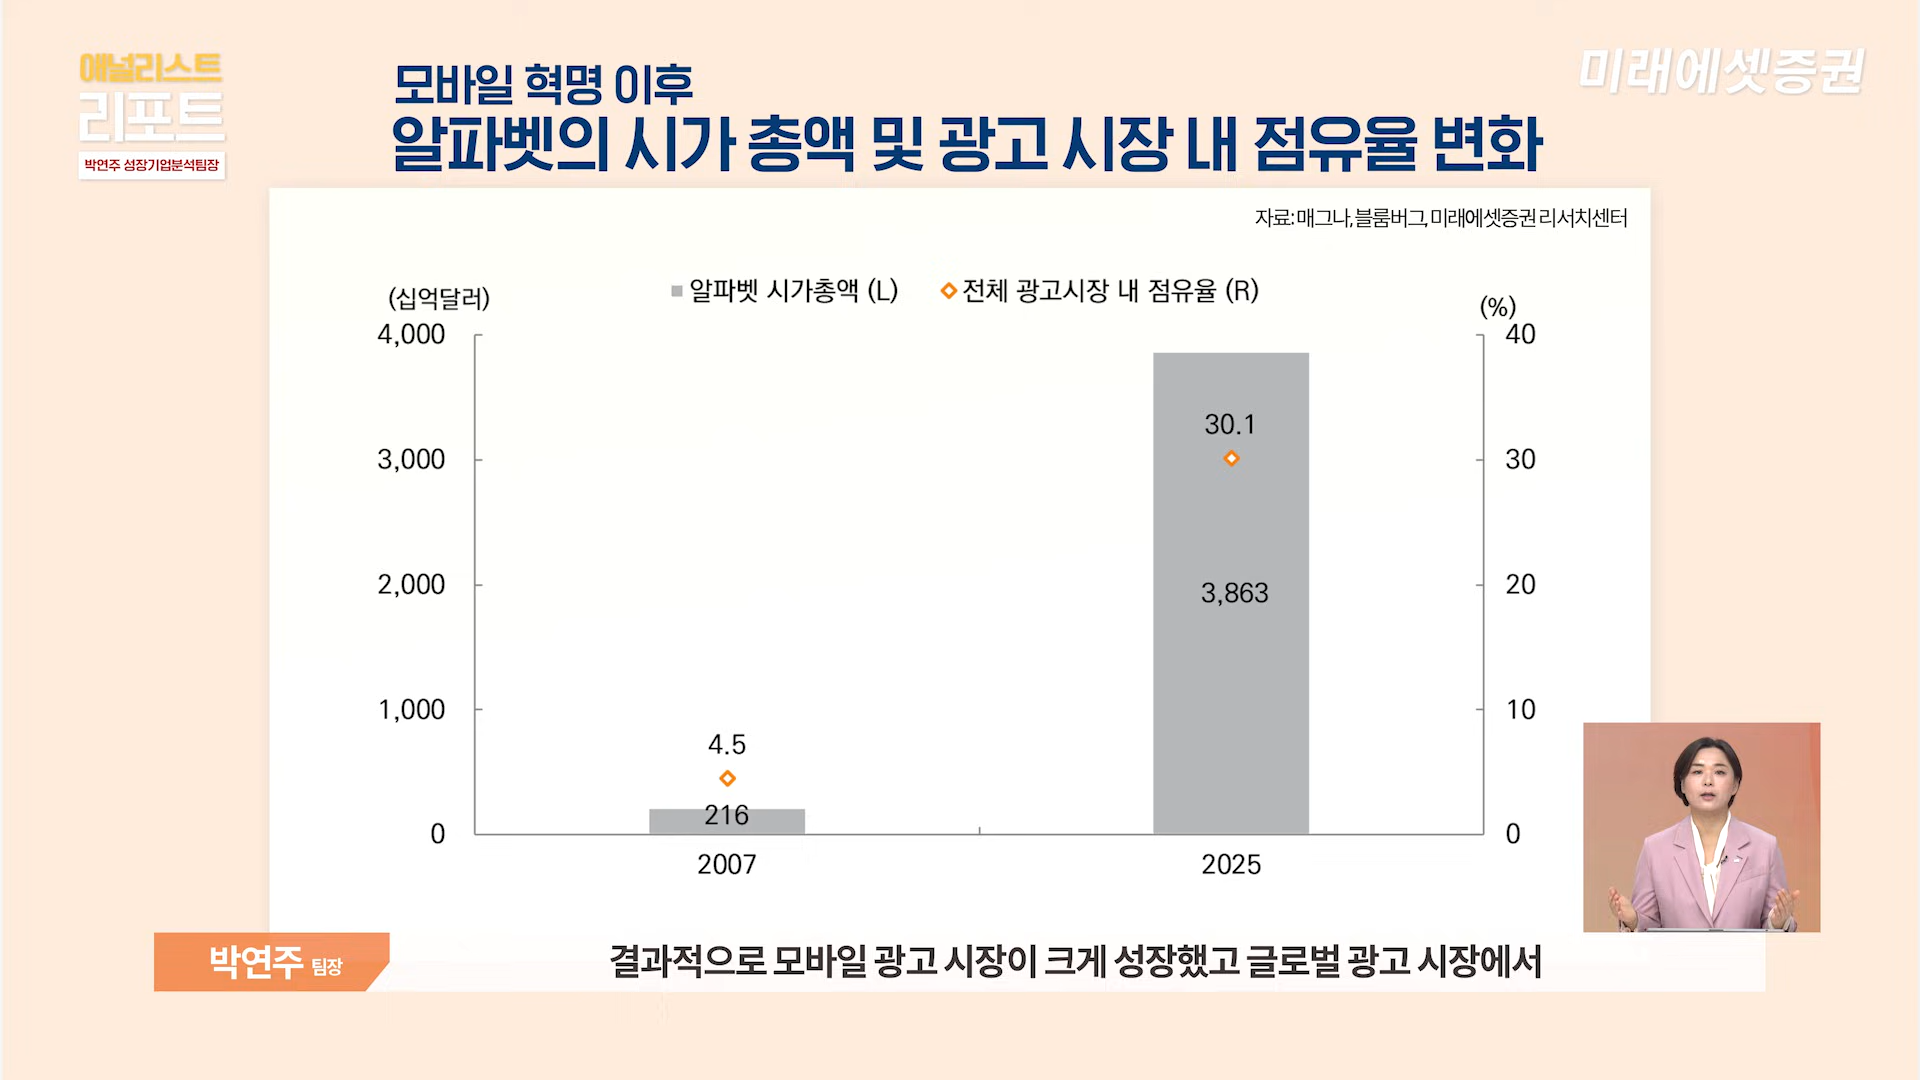 애널리스트
리포트
박연주 성장기업분석팀장
모바일 혁명 이후
알파벳의 시가 총액 및 광고 시장 내 점유율 변화
미래에셋증권
자료: 매그나, 블룸버그, 미래에셋증권 리서치센터
(십억달러)
알파벳 시가총액 (L)
전체 광고시장 내 점유율 (R)
(%)
4,000
3,000
2,000
1,000
0
40
30
20
10
0
4.5
216
30.1
3,863
2007
2025
박연주 팀장
결과적으로 모바일 광고 시장이 크게 성장했고 글로벌 광고 시장에서